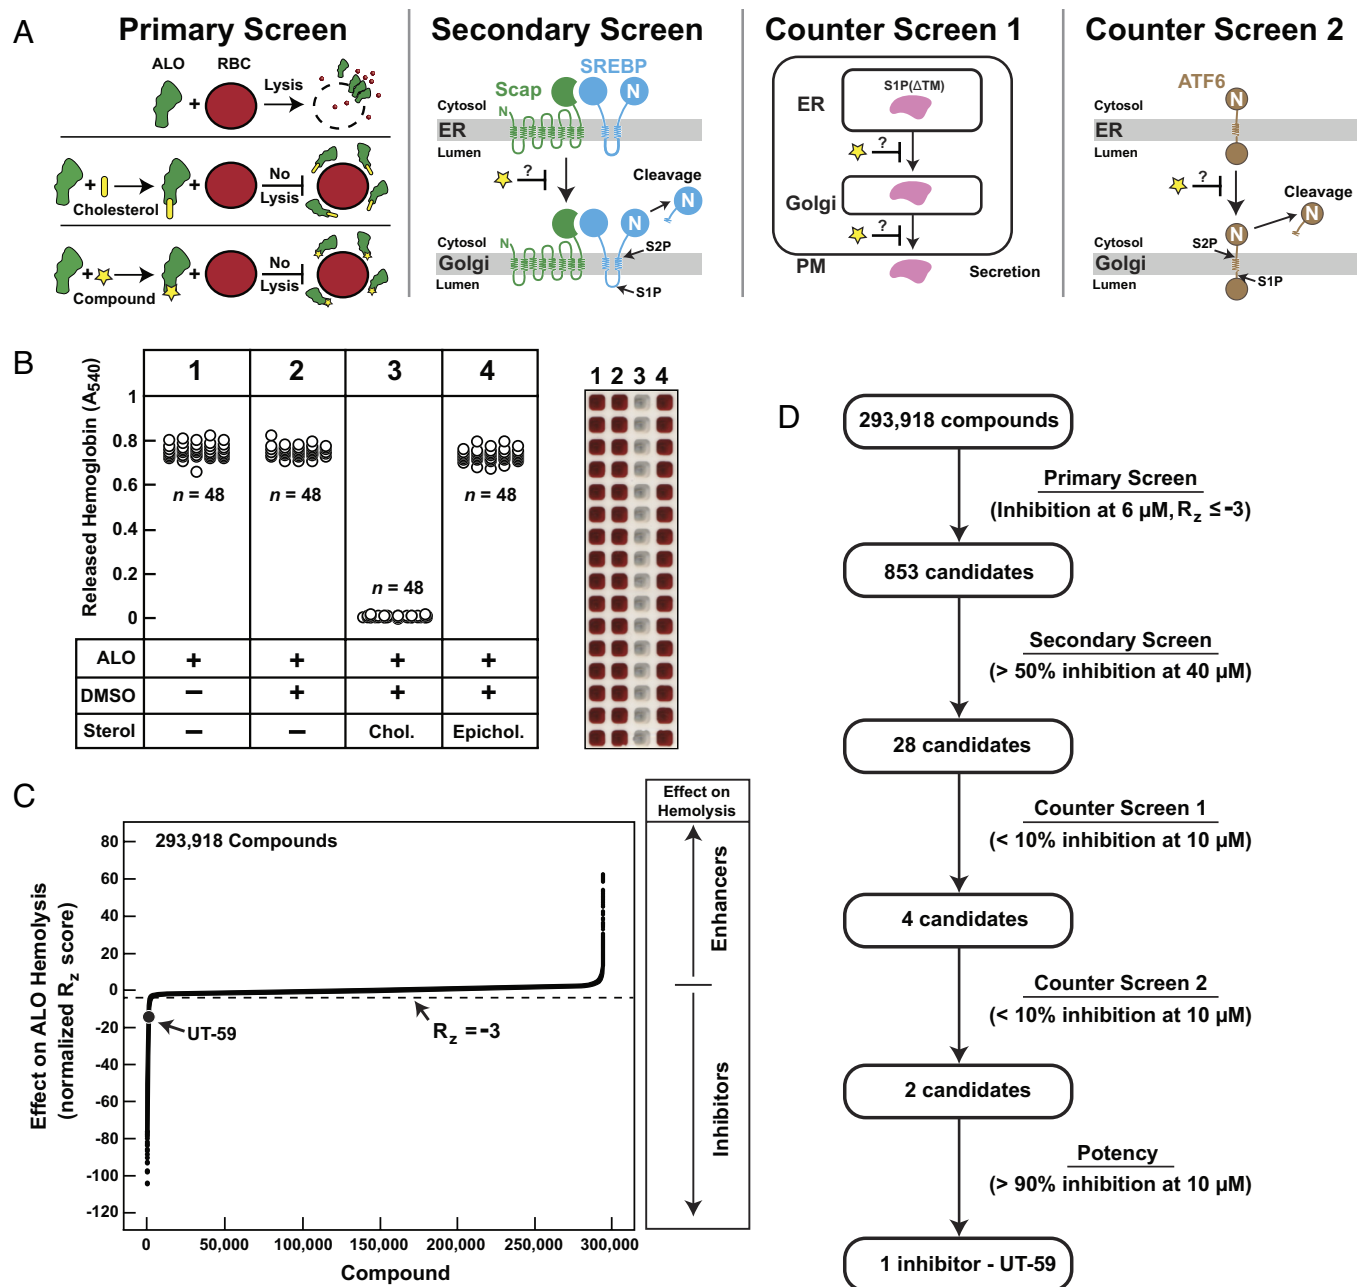 A
Primary Screen
ALO
RBC
+
Lysis
+
Cholesterol
+
No
Lysis
+
Compound
+
No
Lysis
Secondary Screen
Scap
SREBP
N
N
Cytosol
ER
Lumen
?
Cleavage
N
N
N
Cytosol
S2P
Golgi
Lumen
S1P
Counter Screen 1
ER
S1P(ΔTM)
?
Golgi
?
PM
Secretion
Counter Screen 2
ATF6
N
Cytosol
ER
Lumen
?
Cleavage
N
N
Cytosol
S2P
Golgi
Lumen
S1P
B
1 2 3 4
Released Hemoglobin (A540)
1
0.8
0.6
0.4
0.2
0
n = 48
n = 48
n = 48
n = 48
ALO + + + +
DMSO – + + +
Sterol – – Chol. Epichol.
1 2 3 4
C
293,918 Compounds
Effect on ALO Hemolysis
(normalized Rz score)
80
60
40
20
0
-20
-40
-60
-80
-100
-120
UT-59
Rz = -3
0 50,000 100,000 150,000 200,000 250,000 300,000
Compound
Effect on
Hemolysis
Enhancers
Inhibitors
D
293,918 compounds
Primary Screen
(Inhibition at 6 μM, Rz ≤ -3)
853 candidates
Secondary Screen
(> 50% inhibition at 40 μM)
28 candidates
Counter Screen 1
(< 10% inhibition at 10 μM)
4 candidates
Counter Screen 2
(< 10% inhibition at 10 μM)
2 candidates
Potency
(> 90% inhibition at 10 μM)
1 inhibitor - UT-59